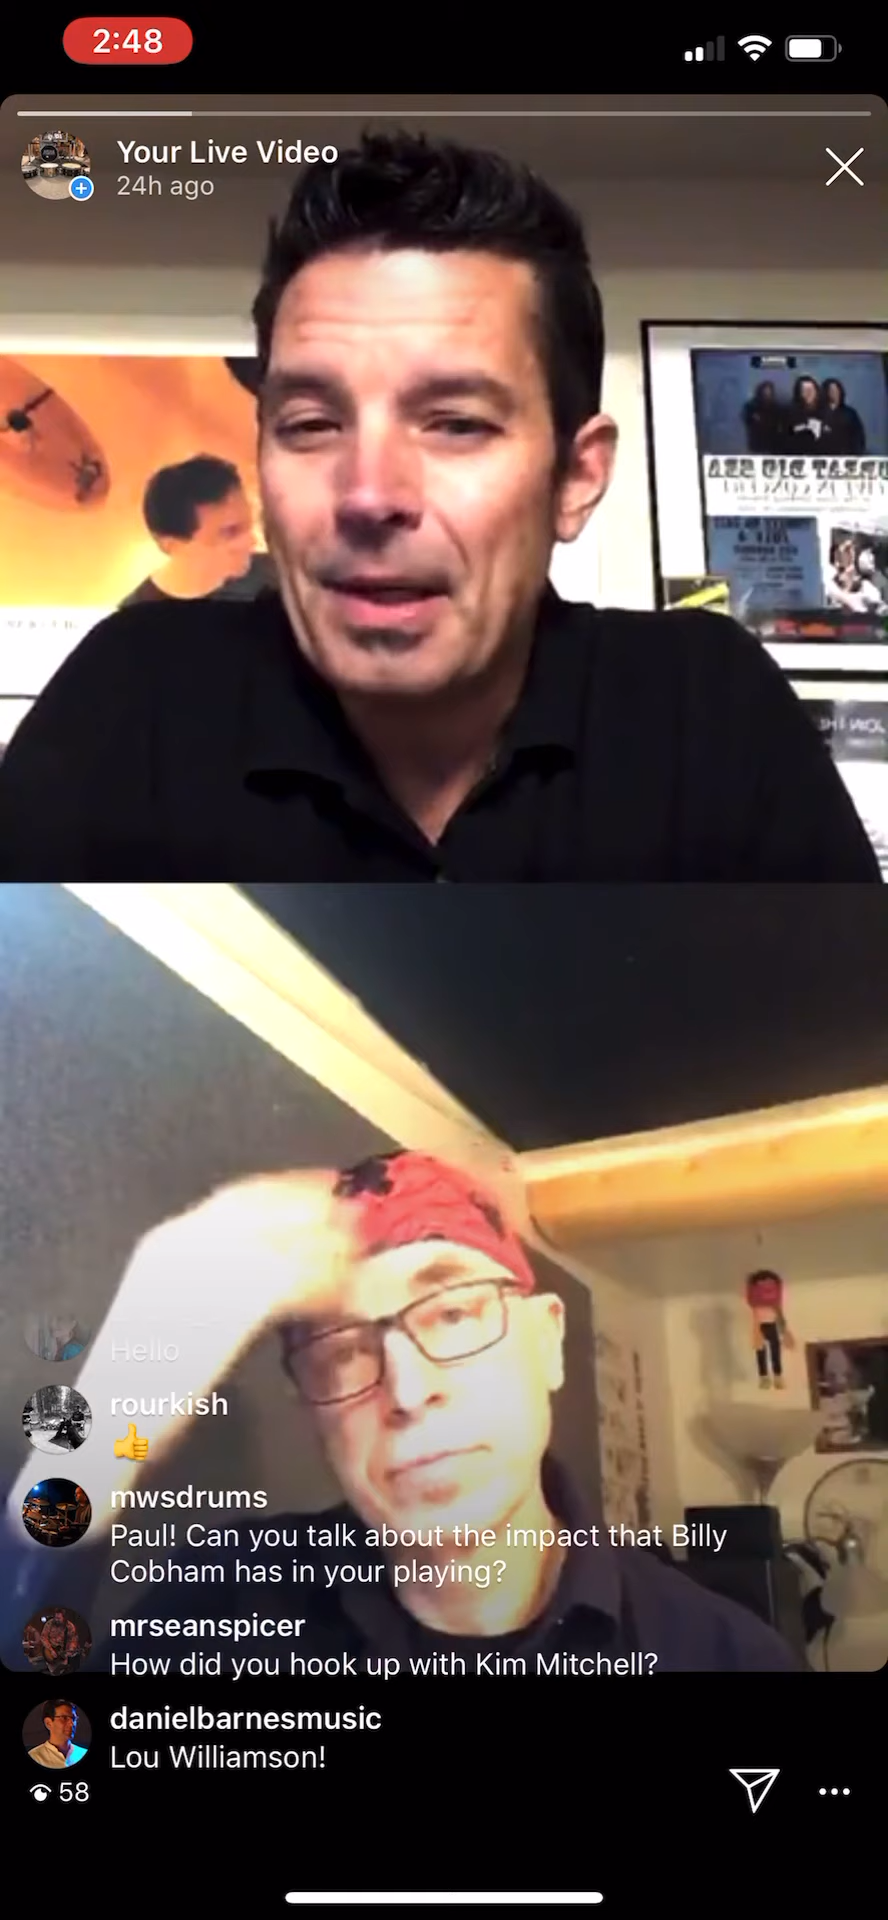 2:48
Your Live Video
24h ago
Hello
rourkish
👍
mwsdrums
Paul! Can you talk about the impact that Billy
Cobham has in your playing?
mrseanspicer
How did you hook up with Kim Mitchell?
danielbarnesmusic
Lou Williamson!
58